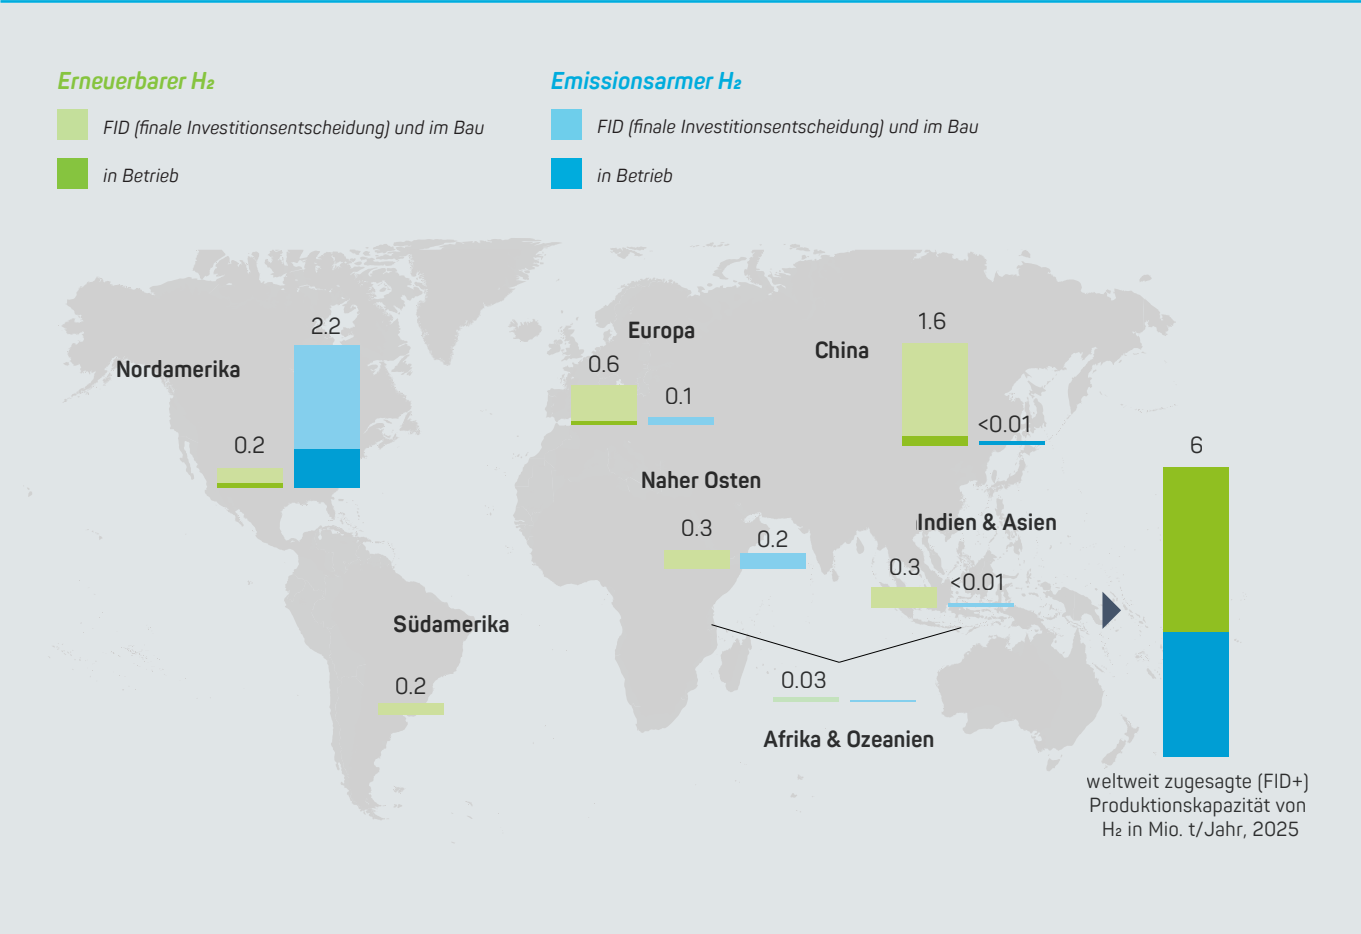 Erneuerbarer H₂
FID (finale Investitionsentscheidung) und im Bau
in Betrieb
Emissionsarmer H₂
FID (finale Investitionsentscheidung) und im Bau
in Betrieb
Nordamerika
0.2
2.2
Europa
0.6
0.1
China
1.6
<0.01
Naher Osten
0.3
0.2
Indien & Asien
0.3
<0.01
Südamerika
0.2
0.03
Afrika & Ozeanien
6
weltweit zugesagte (FID+)
Produktionskapazität von
H₂ in Mio. t/Jahr, 2025